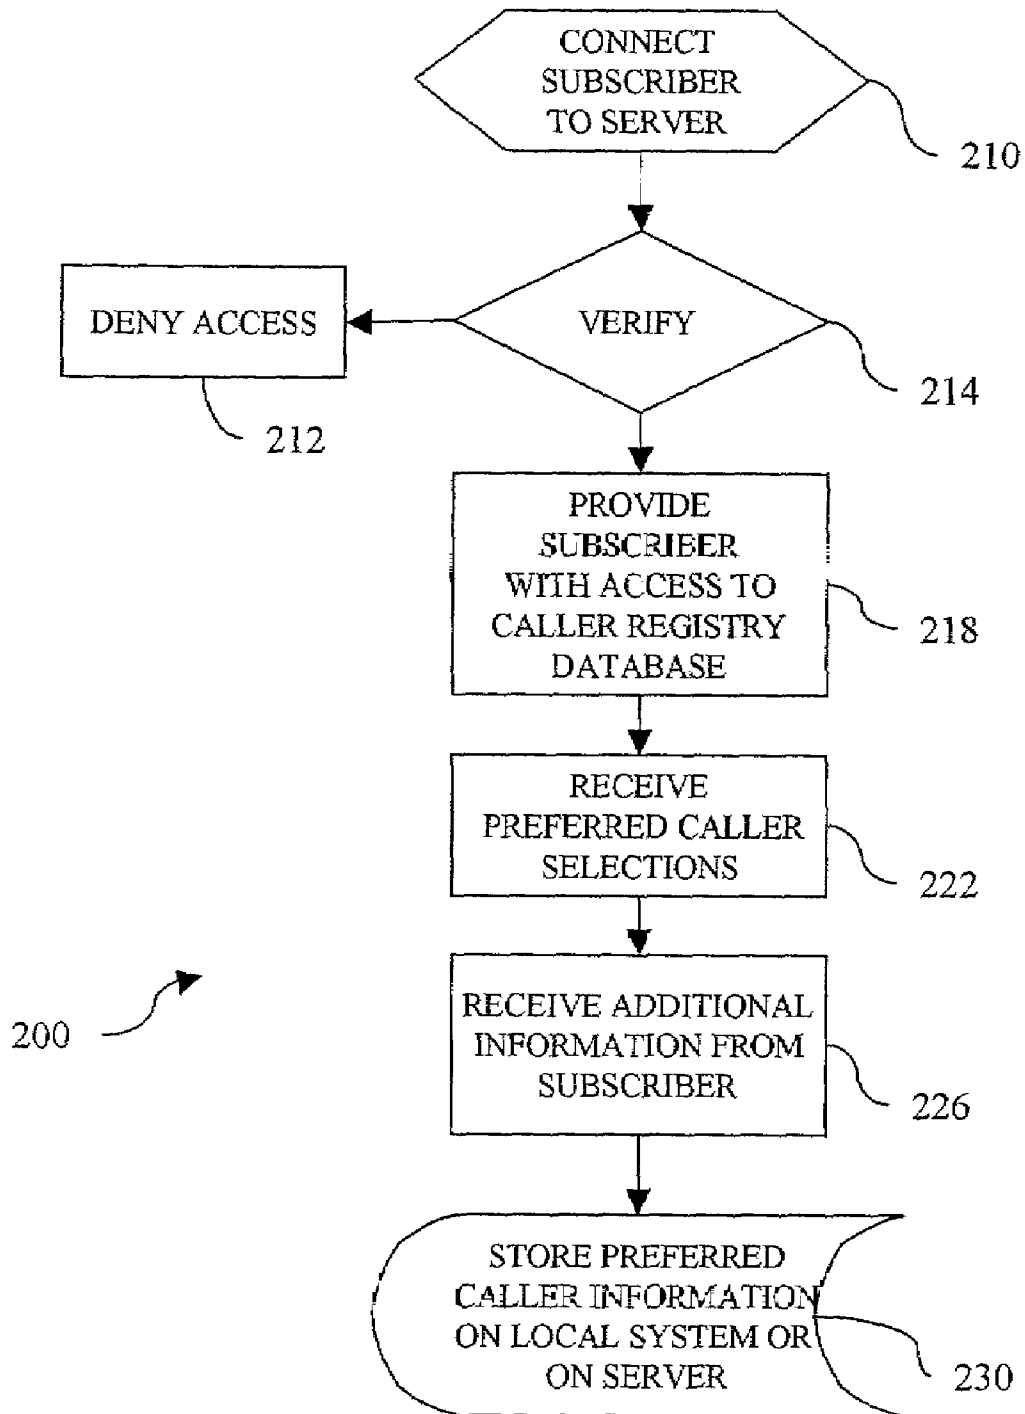 CONNECT
SUBSCRIBER
TO SERVER
210
DENY ACCESS
VERIFY
214
212
PROVIDE
SUBSCRIBER
WITH ACCESS TO
CALLER REGISTRY
DATABASE
218
RECEIVE
PREFERRED CALLER
SELECTIONS
222
200
RECEIVE ADDITIONAL
INFORMATION FROM
SUBSCRIBER
226
STORE PREFERRED
CALLER INFORMATION
ON LOCAL SYSTEM OR
ON SERVER
230